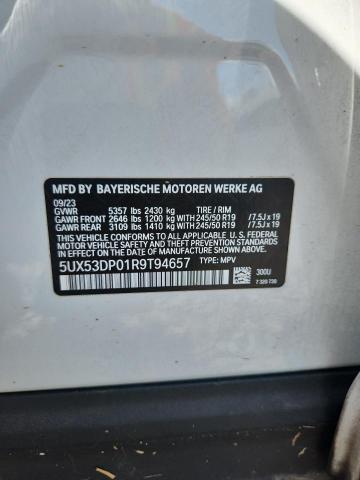 MFD BY BAYERISCHE MOTOREN WERKE AG
09/23
GVWR 5357 lbs 2430 kg TIRE / RIM
GAWR FRONT 2646 lbs 1200 kg WITH 245/50 R19 /7.5J x 19
GAWR REAR 3109 lbs 1410 kg WITH 245/50 R19 /7.5J x 19
THIS VEHICLE CONFORMS TO ALL APPLICABLE U.S. FEDERAL
MOTOR VEHICLE SAFETY, BUMPER, AND THEFT PREVENTION
STANDARDS IN EFFECT ON THE DATE OF MANUFACTURE SHOWN ABOVE.
5UX53DP01R9T94657 TYPE: MPV
300U